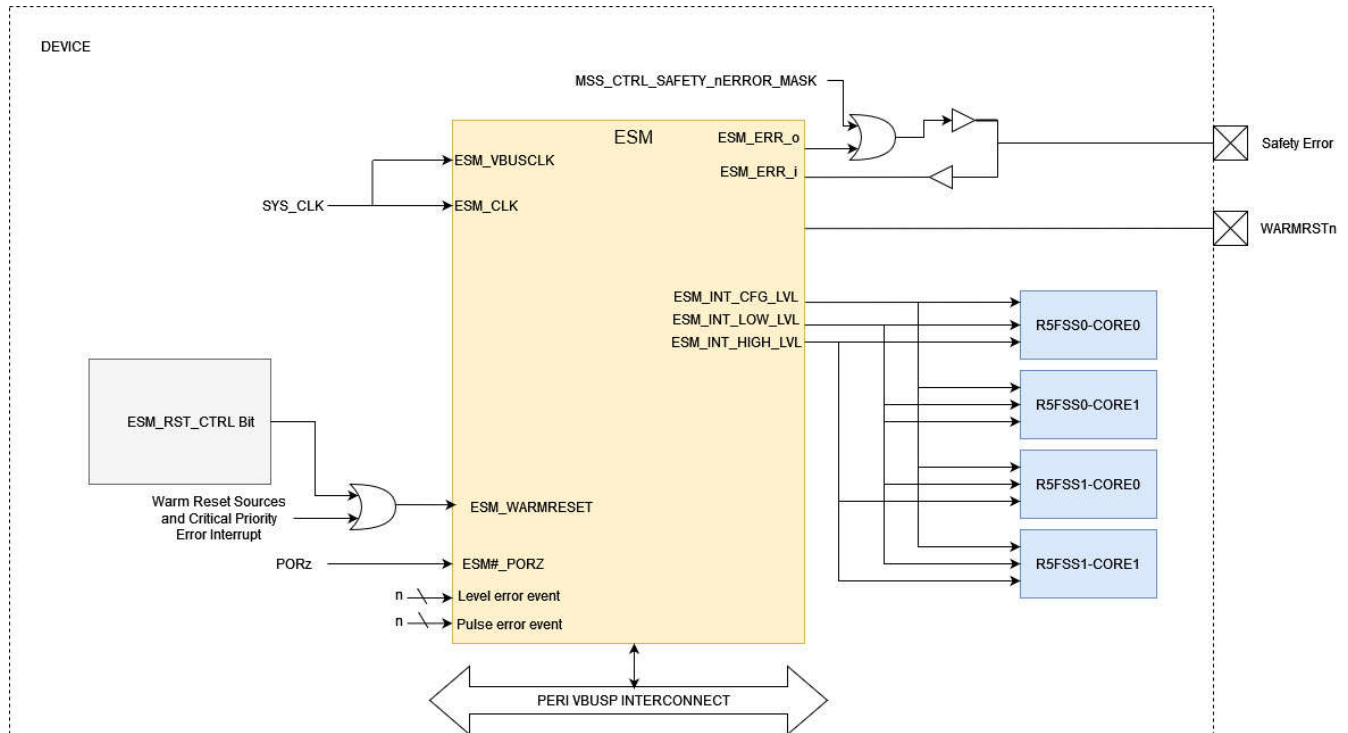 DEVICE
MSS_CTRL_SAFETY_nERROR_MASK
ESM
ESM_ERR_o
Safety Error
ESM_VBUSCLK
ESM_ERR_i
SYS_CLK
ESM_CLK
WARMRSTn
ESM_INT_CFG_LVL
ESM_INT_LOW_LVL
ESM_INT_HIGH_LVL
R5FSS0-CORE0
R5FSS0-CORE1
ESM_RST_CTRL Bit
R5FSS1-CORE0
Warm Reset Sources
and Critical Priority
Error Interrupt
ESM_WARMRESET
PORz
ESM#_PORZ
R5FSS1-CORE1
n
Level error event
n
Pulse error event
PERI VBUSP INTERCONNECT